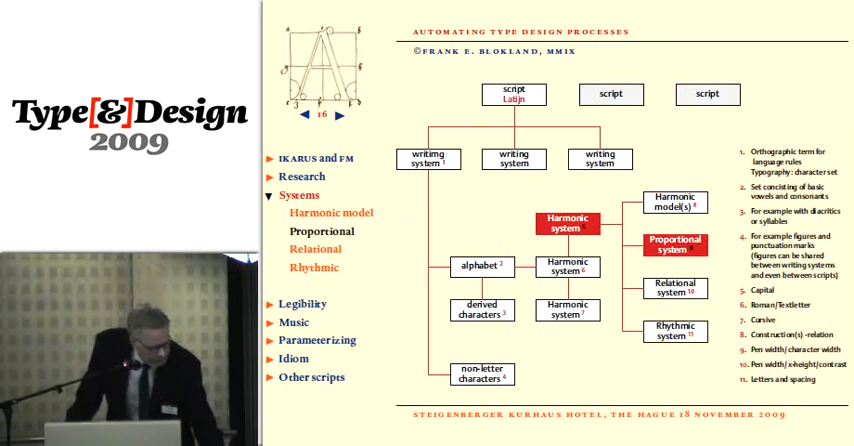 Type[&]Design
2009
16
IKARUS and FM
Research
Systems
Harmonic model
Proportional
Relational
Rhythmic
Legibility
Music
Parameterizing
Idiom
Other scripts
AUTOMATING TYPE DESIGN PROCESSES
©FRANK E. BLOKLAND, MMIX
script
Latijn
script
script
writimg
system 1
writing
system
writing
system
Harmonic
model(s) 8
Harmonic
system 5
Proportional
system
alphabet 2
Harmonic
system 6
Relational
system 10
derived
characters 3
Harmonic
system 7
Rhythmic
system 11
non-letter
characters 4
1. Orthographic term for
language rules
Typography: character set
2. Set consisting of basic
vowels and consonants
3. For example with diacritics
or syllables
4. For example figures and
punctuation marks
(figures can be shared
between writing systems
and even between scripts)
5. Capital
6. Roman/Textletter
7. Cursive
8. Construction(s) -relation
9. Pen width/character width
10. Pen width/x-height/contrast
11. Letters and spacing
STEIGENBERGER KURHAUS HOTEL, THE HAGUE 18 NOVEMBER 2009